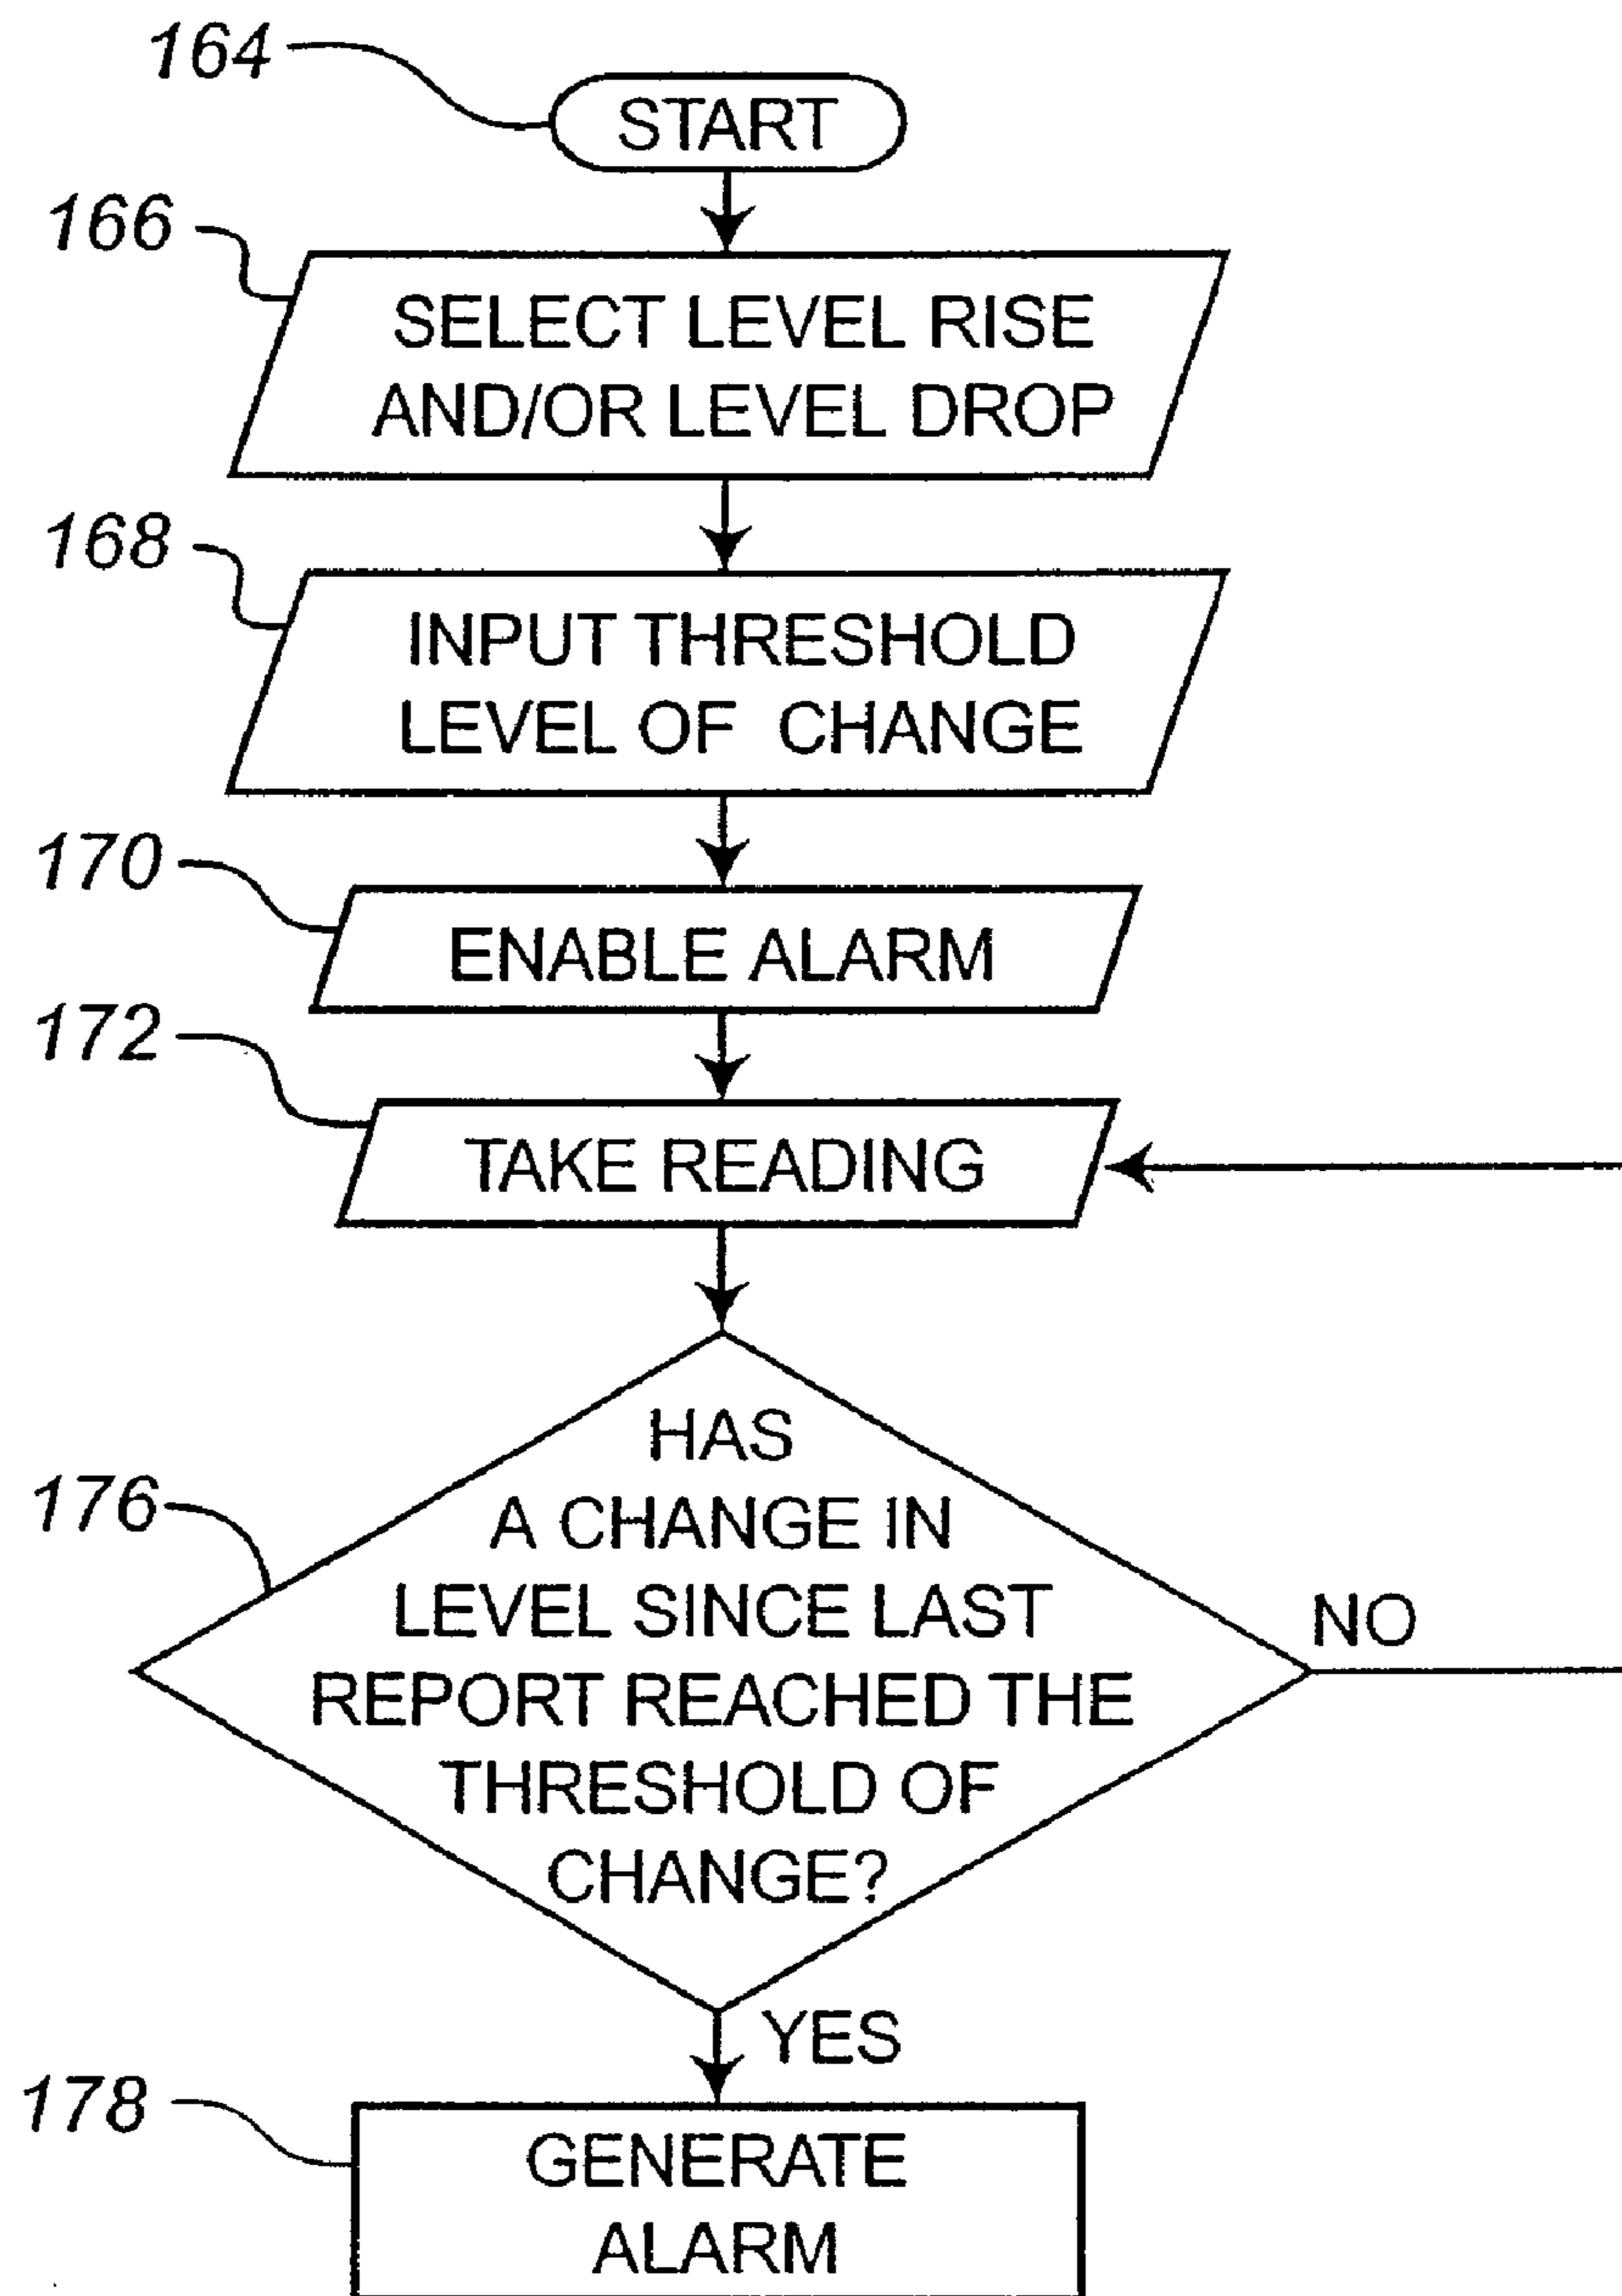 164
START
166
SELECT LEVEL RISE
AND/OR LEVEL DROP
168
INPUT THRESHOLD
LEVEL OF CHANGE
170
ENABLE ALARM
172
TAKE READING
HAS
A CHANGE IN
176
LEVEL SINCE LAST
NO
REPORT REACHED THE
THRESHOLD OF
CHANGE?
YES
178
GENERATE
ALARM